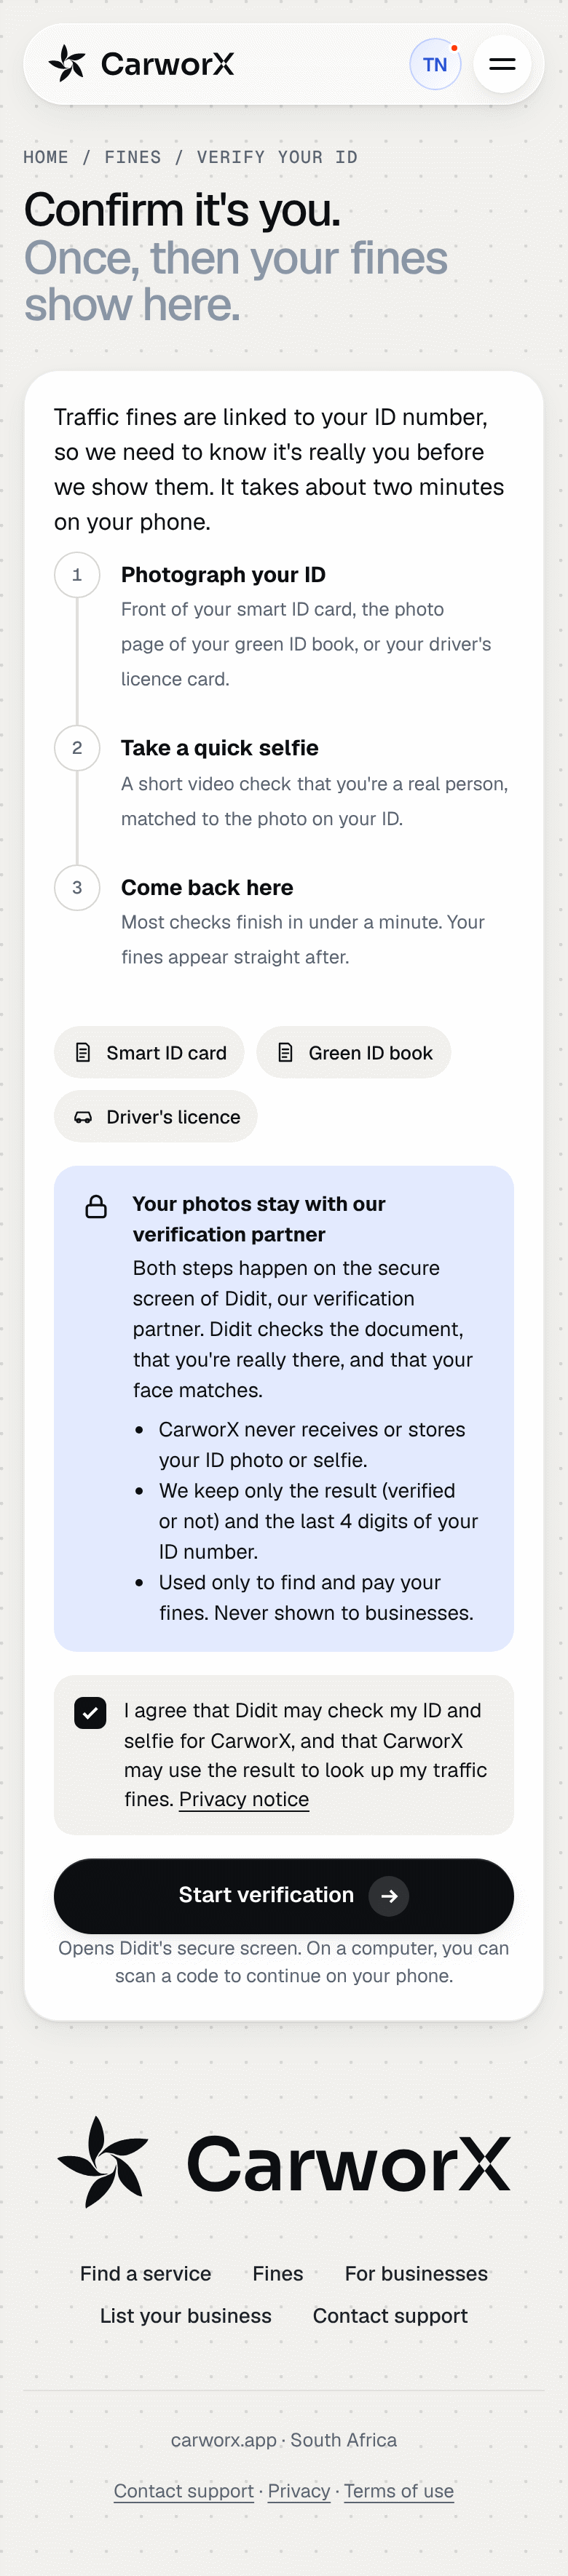 CarworX
TN
HOME / FINES / VERIFY YOUR ID
Confirm it's you.
Once, then your fines
show here.
Traffic fines are linked to your ID number,
so we need to know it's really you before
we show them. It takes about two minutes
on your phone.
1
Photograph your ID
Front of your smart ID card, the photo
page of your green ID book, or your driver's
licence card.
2
Take a quick selfie
A short video check that you're a real person,
matched to the photo on your ID.
3
Come back here
Most checks finish in under a minute. Your
fines appear straight after.
Smart ID card
Green ID book
Driver's licence
Your photos stay with our
verification partner
Both steps happen on the secure
screen of Didit, our verification
partner. Didit checks the document,
that you're really there, and that your
face matches.
• CarworX never receives or stores
your ID photo or selfie.
• We keep only the result (verified
or not) and the last 4 digits of your
ID number.
• Used only to find and pay your
fines. Never shown to businesses.
I agree that Didit may check my ID and
selfie for CarworX, and that CarworX
may use the result to look up my traffic
fines. Privacy notice
Start verification
Opens Didit's secure screen. On a computer, you can
scan a code to continue on your phone.
CarworX
Find a service Fines For businesses
List your business Contact support
carworx.app · South Africa
Contact support · Privacy · Terms of use